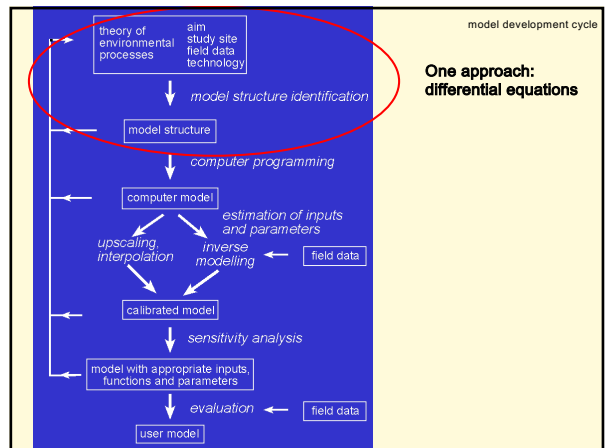 model development cycle
theory of
environmental
processes
aim
study site
field data
technology
One approach:
differential equations
model structure identification
model structure
computer programming
computer model
estimation of inputs
and parameters
upscaling,
interpolation
inverse
modelling
field data
calibrated model
sensitivity analysis
model with appropriate inputs,
functions and parameters
evaluation
field data
user model